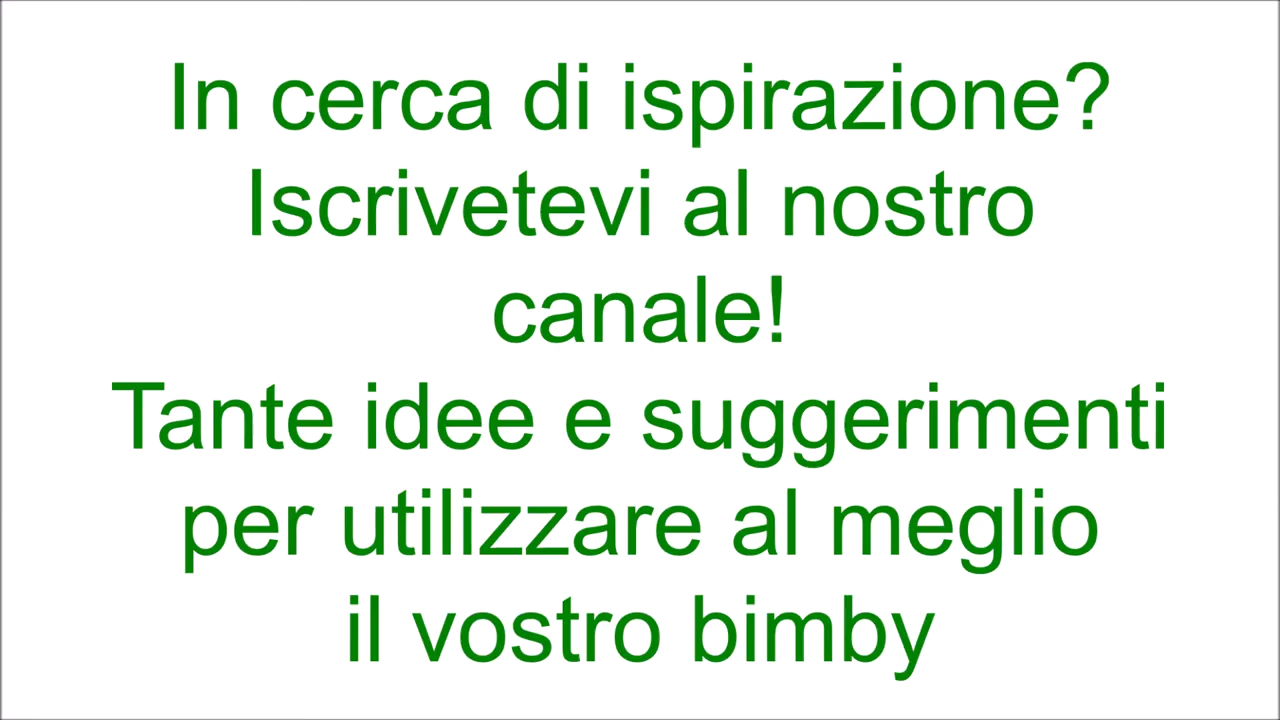 In cerca di ispirazione?
Iscrivetevi al nostro
canale!
Tante idee e suggerimenti
per utilizzare al meglio
il vostro bimby